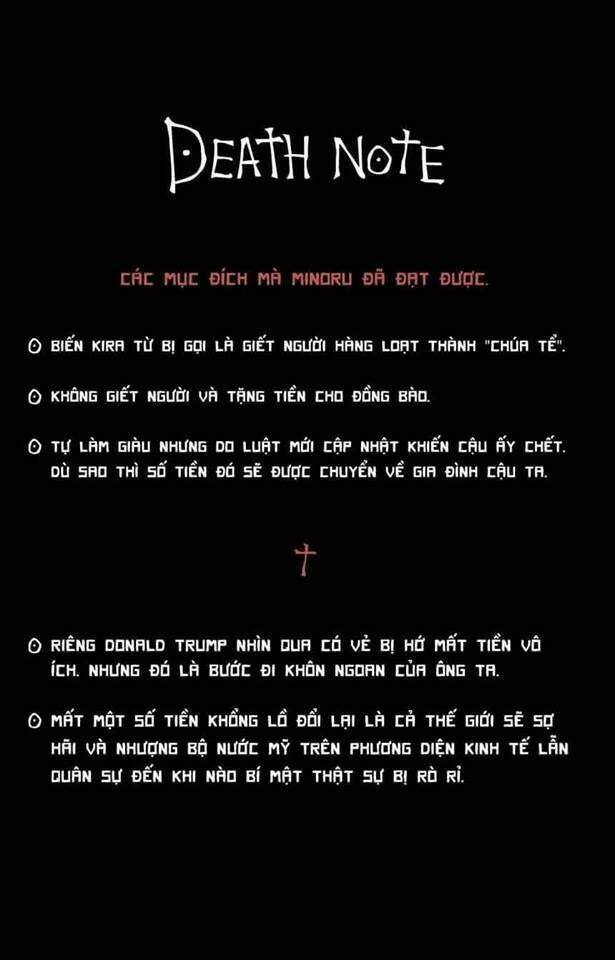 DEATH NOTE
CÁC MỤC ĐÍCH MÀ MINORU ĐÃ ĐẠT ĐƯỢC.
BIẾN KIRA TỪ BỊ GỌI LÀ GIẾT NGƯỜI HÀNG LOẠT THÀNH "CHÚA TỂ".
KHÔNG GIẾT NGƯỜI VÀ TẶNG TIỀN CHO ĐỒNG BÀO.
TỰ LÀM GIÀU NHƯNG DO LUẬT MỚI CẬP NHẬT KHIẾN CẬU ẤY CHẾT.
DÙ SAO THÌ SỐ TIỀN ĐÓ SẼ ĐƯỢC CHUYỂN VỀ GIA ĐÌNH CẬU TA.
RIÊNG DONALD TRUMP NHÌN QUA CÓ VẺ BỊ HỚ MẤT TIỀN VÔ
ÍCH. NHƯNG ĐÓ LÀ BƯỚC ĐI KHÔN NGOAN CỦA ÔNG TA.
MẤT MỘT SỐ TIỀN KHỔNG LỒ ĐỔI LẠI LÀ CẢ THẾ GIỚI SẼ SỢ
HÃI VÀ NHƯỢNG BỘ NƯỚC MỸ TRÊN PHƯƠNG DIỆN KINH TẾ LẪN
QUÂN SỰ ĐẾN KHI NÀO BÍ MẬT THẬT SỰ BỊ RÒ RỈ.